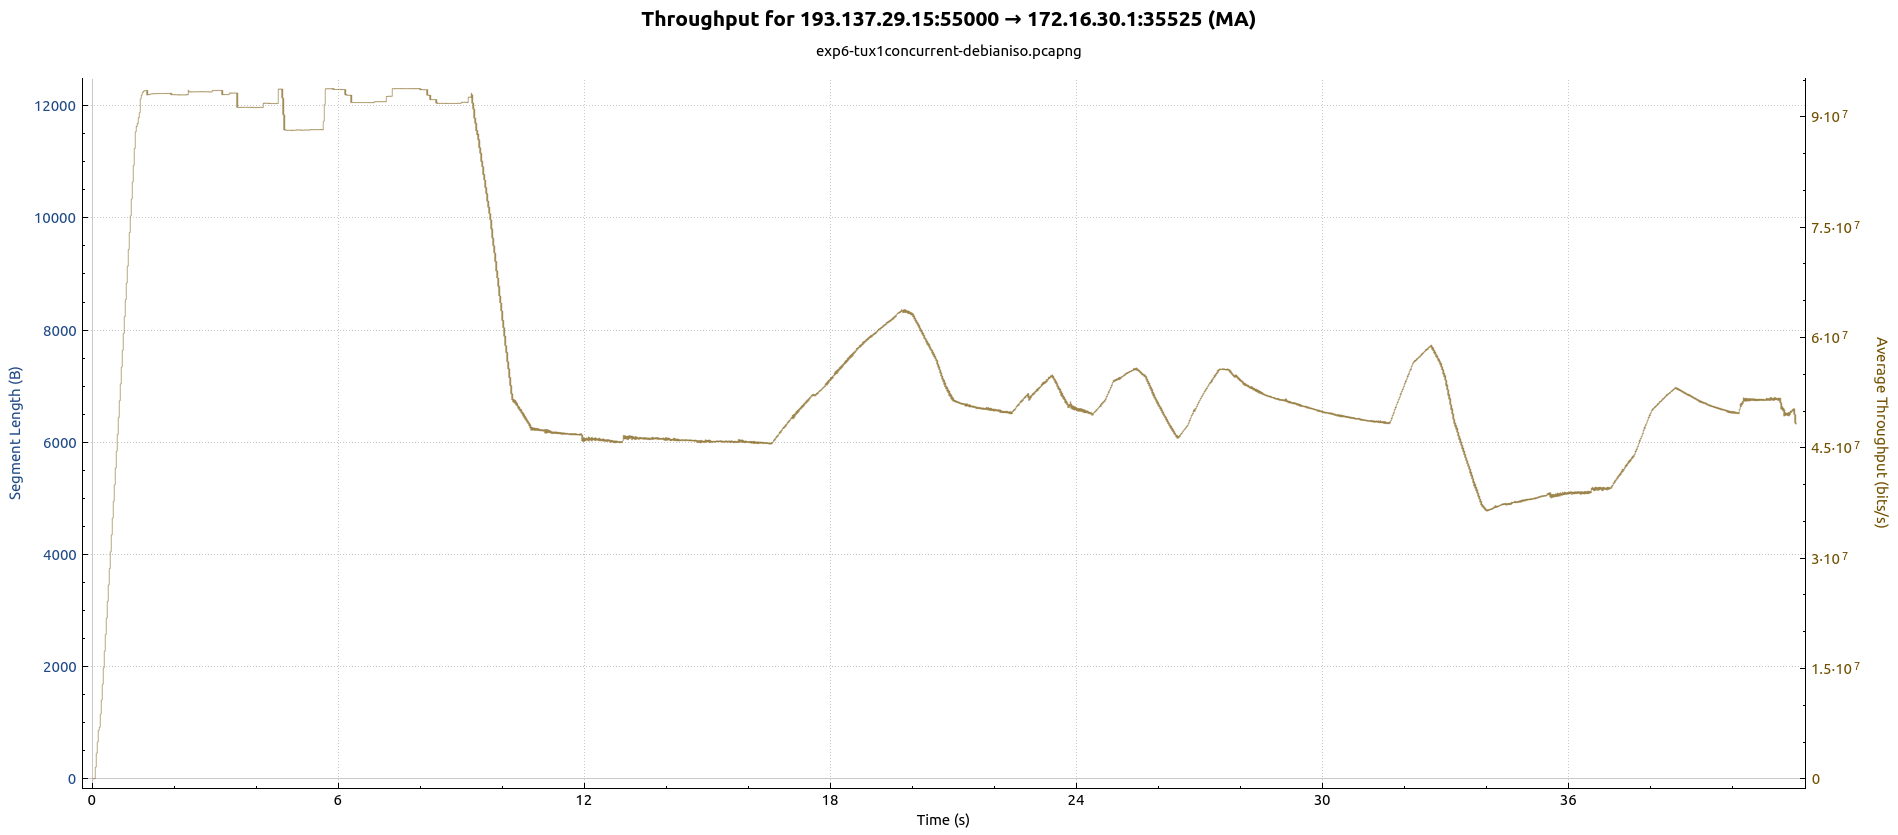 Throughput for 193.137.29.15:55000 → 172.16.30.1:35525 (MA)
exp6-tux1concurrent-debianiso.pcapng
12000
10000
8000
6000
4000
2000
0
Segment Length (B)
9·10⁷
7.5·10⁷
6·10⁷
4.5·10⁷
3·10⁷
1.5·10⁷
0
Average Throughput (bits/s)
0 6 12 18 24 30 36
Time (s)